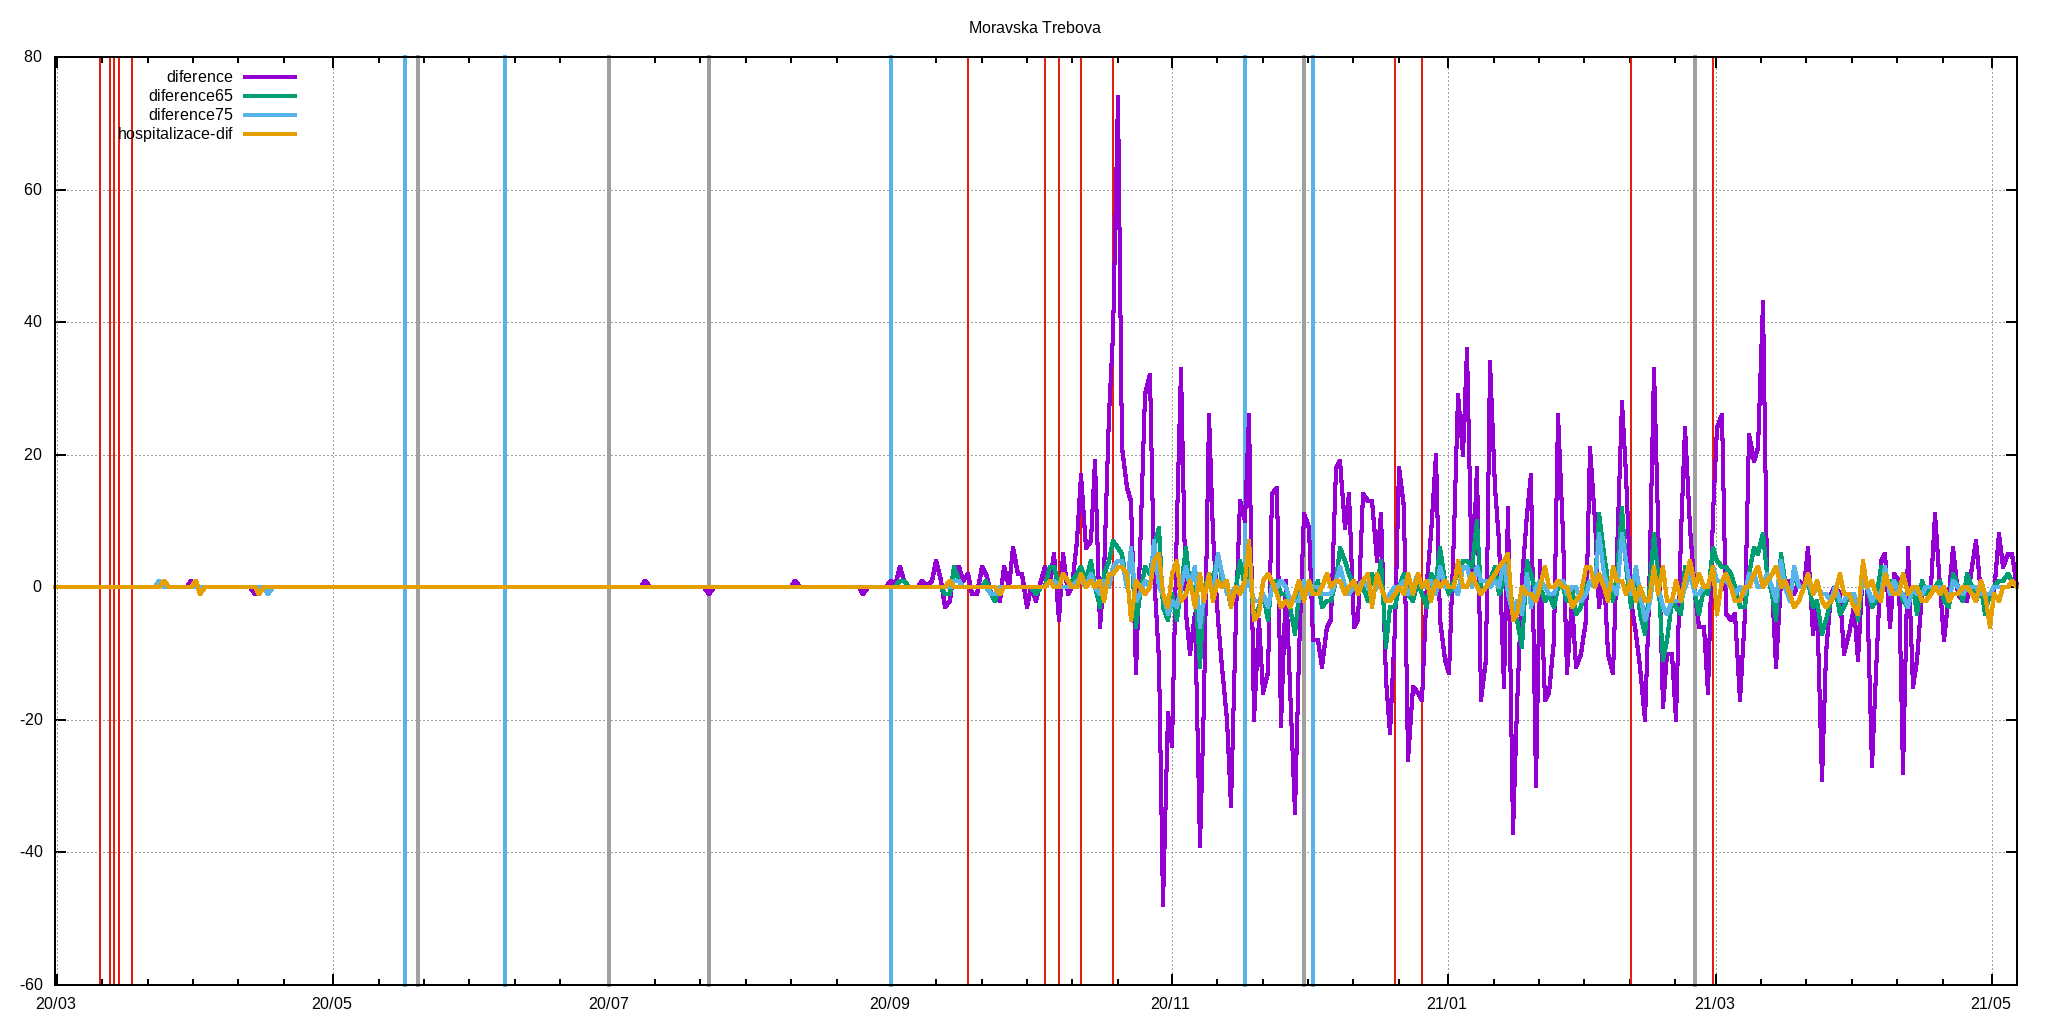 Moravska Trebova
80
60
40
20
0
-20
-40
-60
diference
diference65
diference75
hospitalizace-dif
20/03 20/05 20/07 20/09 20/11 21/01 21/03 21/05